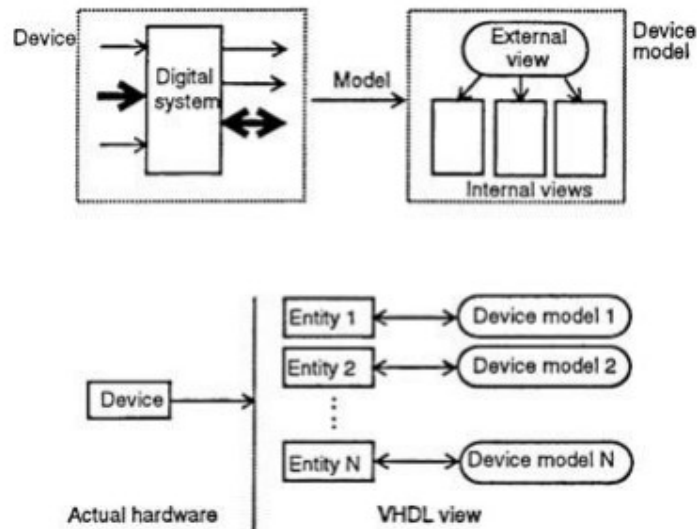 Device
Digital
system
Model
External
view
Device
model
Internal views
Entity 1
Device model 1
Entity 2
Device model 2
Device
Entity N
Device model N
Actual hardware
VHDL view